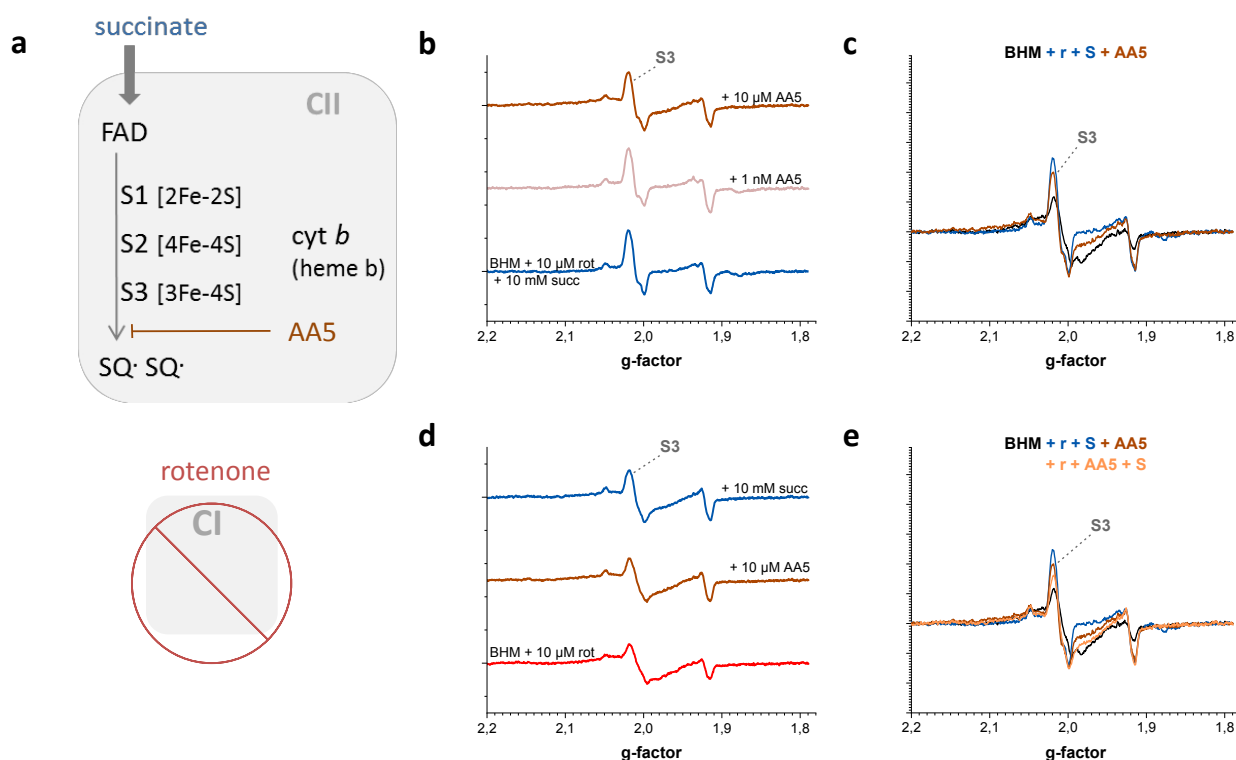 a
succinate
CII
FAD
S1 [2Fe-2S]
S2 [4Fe-4S]
cyt b
(heme b)
S3 [3Fe-4S]
AA5
SQ· SQ·
rotenone
CI
b
S3
+ 10 µM AA5
+ 1 nM AA5
BHM + 10 µM rot
+ 10 mM succ
2,2 2,1 2,0 1,9 1,8
g-factor
c
BHM + r + S + AA5
S3
2,2 2,1 2,0 1,9 1,8
g-factor
d
S3
+ 10 mM succ
+ 10 µM AA5
BHM + 10 µM rot
2,2 2,1 2,0 1,9 1,8
g-factor
e
BHM + r + S + AA5
+ r + AA5 + S
S3
2,2 2,1 2,0 1,9 1,8
g-factor